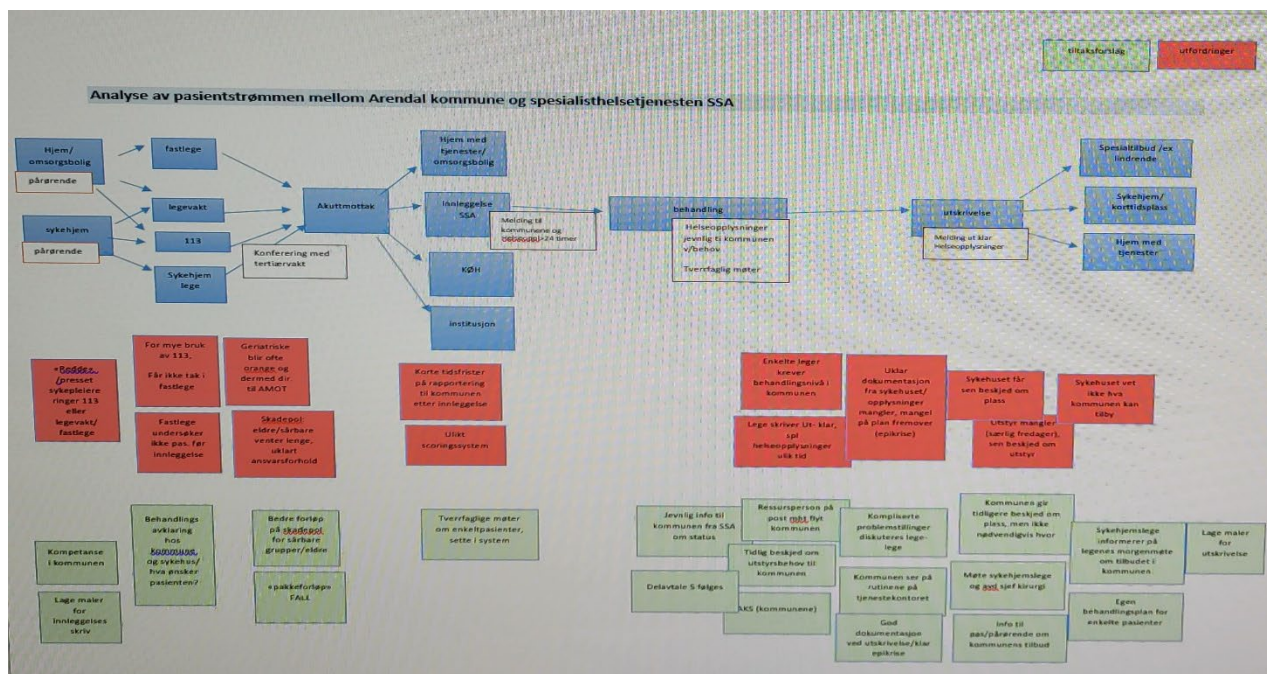 tiltaksforslag
utfordringer
Analyse av pasientstrømmen mellom Arendal kommune og spesialisthelsetjenesten SSA
Hjem/
omsorgsbolig
pårørende
sykehjem
pårørende
fastlege
legevakt
113
Sykehjem
lege
Akuttmottak
Konferering med
tertiærvakt
Hjem med
tjenester/
omsorgsbolig
Innleggelse
SSA
Melding til
kommunene og
24 timer
KØH
institusjon
behandling
Helseopplysninger
jevnlig ti kommunen
v/behov
Tverrfaglig møter
utskrivelse
Melding ut klar
Helseopplysninger
Spesialtilbud /ex
lindrende
Sykehjem/
korttidsplass
Hjem med
tjenester
«Redde»
/presset
sykepleiere
ringer 113
eller
legevakt/
fastlege
For mye bruk
av 113,
Får ikke tak i
fastlege
Fastlege
undersøker
ikke pas. før
innleggelse
Geriatriske
blir ofte
orange og
dermed dir.
til AMOT
Skadepol:
eldre/sårbare
venter lenge,
uklart
ansvarsforhold
Korte tidsfrister
på rapportering
til kommunen
etter innleggelse
Ulikt
scoringssystem
Enkelte leger
krever
behandlingsnivå i
kommunen
Lege skriver Ut- klar,
spl
helseopplysninger
ulik tid
Uklar
dokumentasjon
fra sykehuset/
opplysninger
mangler, mangel
på plan fremover
(epikrise)
Sykehuset får
sen beskjed om
plass
Utstyr mangler
(særlig fredager),
sen beskjed om
utstyr
Sykehuset vet
ikke hva
kommunen kan
tilby
Kompetanse
i kommunen
Lage maler
for
innleggelses
skriv
Behandlings
avklaring
hos
kommune
og sykehus/
hva ønsker
pasienten?
Bedre forløp
på skadepol
for sårbare
grupper/eldre
«pakkeforløp»
FALL
Tverrfaglige møter
om enkeltpasienter,
sette i system
Jevnlig info til
kommunen fra SSA
om status
Delavtale 5 følges
Ressursperson på
post mht flyt
kommunen
Tidlig beskjed om
utstyrsbehov til
kommunen
AKS (kommunene)
Kompliserte
problemstillinger
diskuteres lege-
lege
Kommunen ser på
rutinene på
tjenestekontoret
God
dokumentasjon
ved utskrivelse/klar
epikrise
Kommunen gir
tidligere beskjed om
plass, men ikke
nødvendigvis hvor
Møte sykehjemslege
og avd sjef kirurgi
Info til
pas/pårørende om
kommunens tilbud
Sykehjemslege
informerer på
legenes morgenmøte
om tilbudet i
kommunen.
Egen
behandlingsplan for
enkelte pasienter
Lage maler
for
utskrivelse